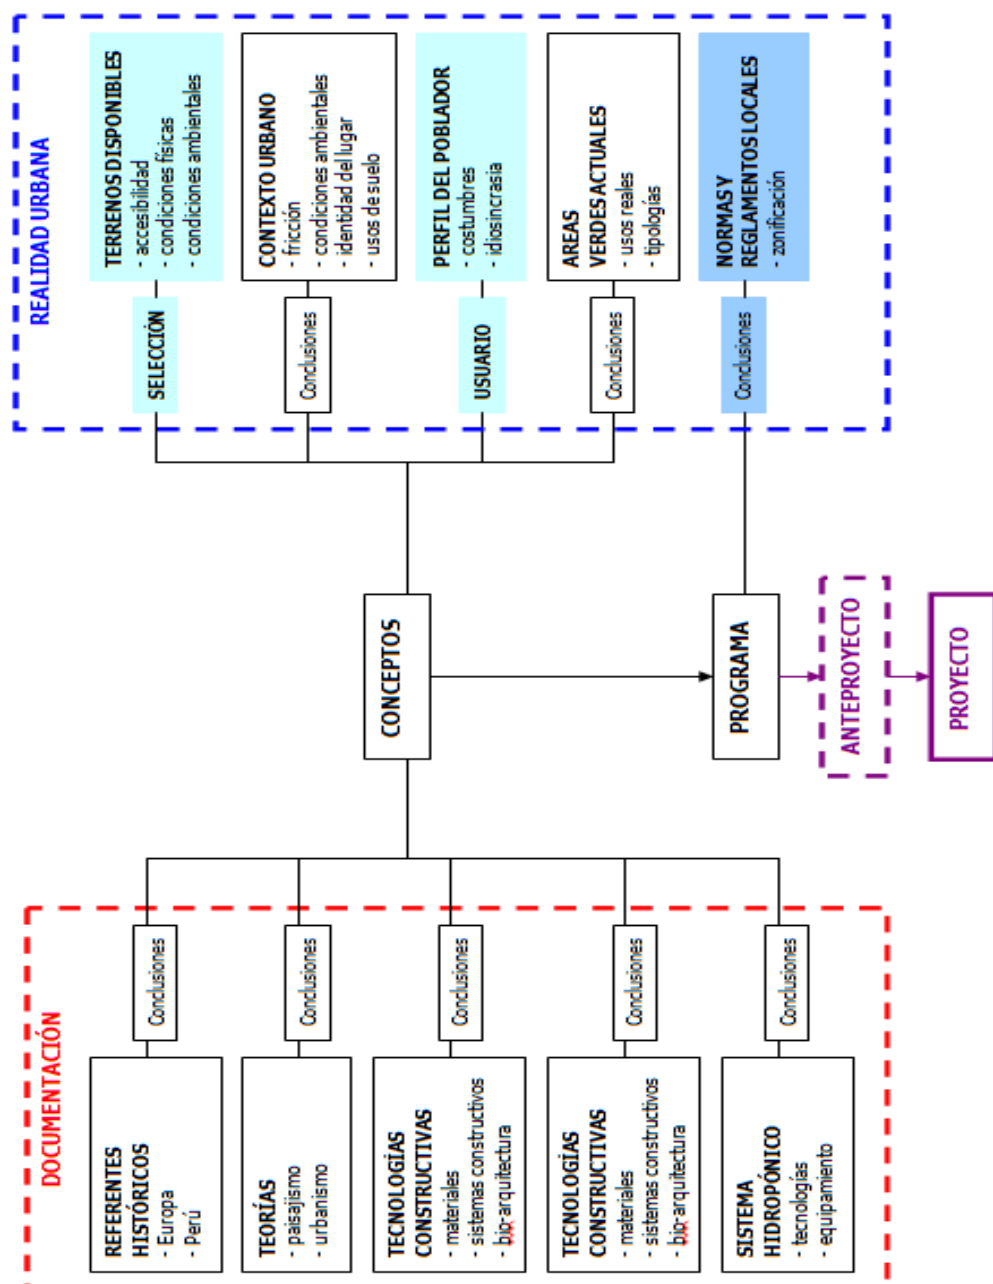 DOCUMENTACIÓN
REFERENTES
HISTÓRICOS
- Europa
- Perú
Conclusiones
TEORÍAS
- paisajismo
- urbanismo
Conclusiones
TECNOLOGÍAS
CONSTRUCTIVAS
- materiales
- sistemas constructivos
- bio-arquitectura
Conclusiones
TECNOLOGÍAS
CONSTRUCTIVAS
- materiales
- sistemas constructivos
- bio-arquitectura
Conclusiones
SISTEMA
HIDROPÓNICO
- tecnologías
- equipamiento
Conclusiones
CONCEPTOS
PROGRAMA
ANTEPROYECTO
PROYECTO
REALIDAD URBANA
SELECCIÓN
TERRENOS DISPONIBLES
- accesibilidad
- condiciones físicas
- condiciones ambientales
Conclusiones
CONTEXTO URBANO
- fricción
- condiciones ambientales
- identidad del lugar
- usos de suelo
USUARIO
PERFIL DEL POBLADOR
- costumbres
- idiosincrasia
Conclusiones
AREAS
VERDES ACTUALES
- usos reales
- tipologías
Conclusiones
NORMAS Y
REGLAMENTOS LOCALES
- zonificación